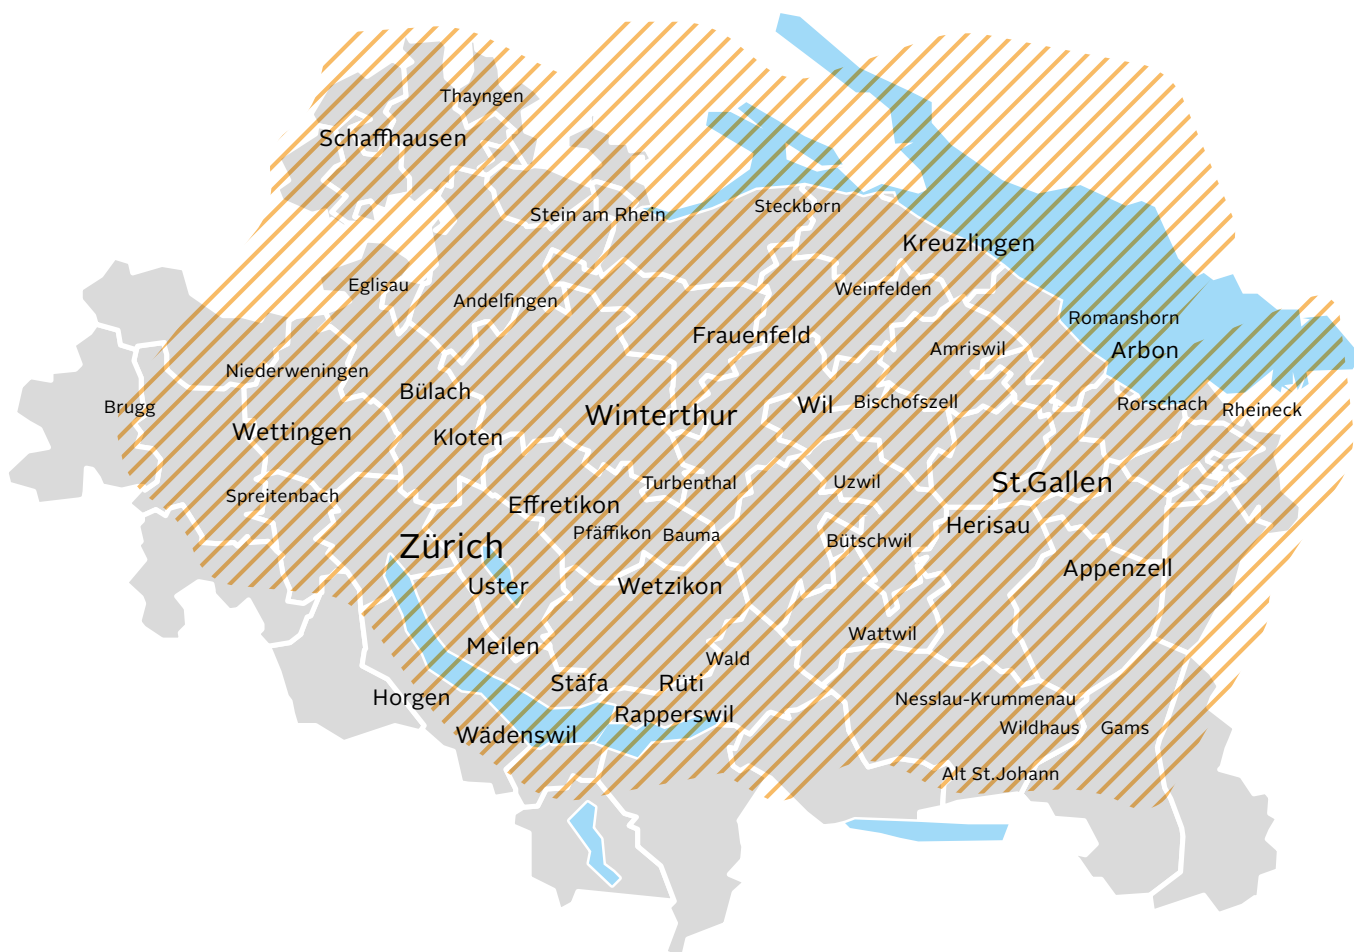 Thayngen
Schaffhausen
Steckborn
Stein am Rhein
Kreuzlingen
Eglisau
Weinfelden
Andelfingen
Romanshorn
Frauenfeld
Amriswil
Arbon
Niederweningen
Bülach
Wil
Bischofszell
Rorschach
Brugg
Rheineck
Winterthur
Wettingen
Kloten
Turbenthal
Uzwil
St.Gallen
Spreitenbach
Effretikon
Herisau
Pfäffikon
Bauma
Bütschwil
Zürich
Appenzell
Uster
Wetzikon
Wattwil
Meilen
Wald
Stäfa
Rüti
Horgen
Nesslau-Krummenau
Rapperswil
Wildhaus
Gams
Wädenswil
Alt St.Johann